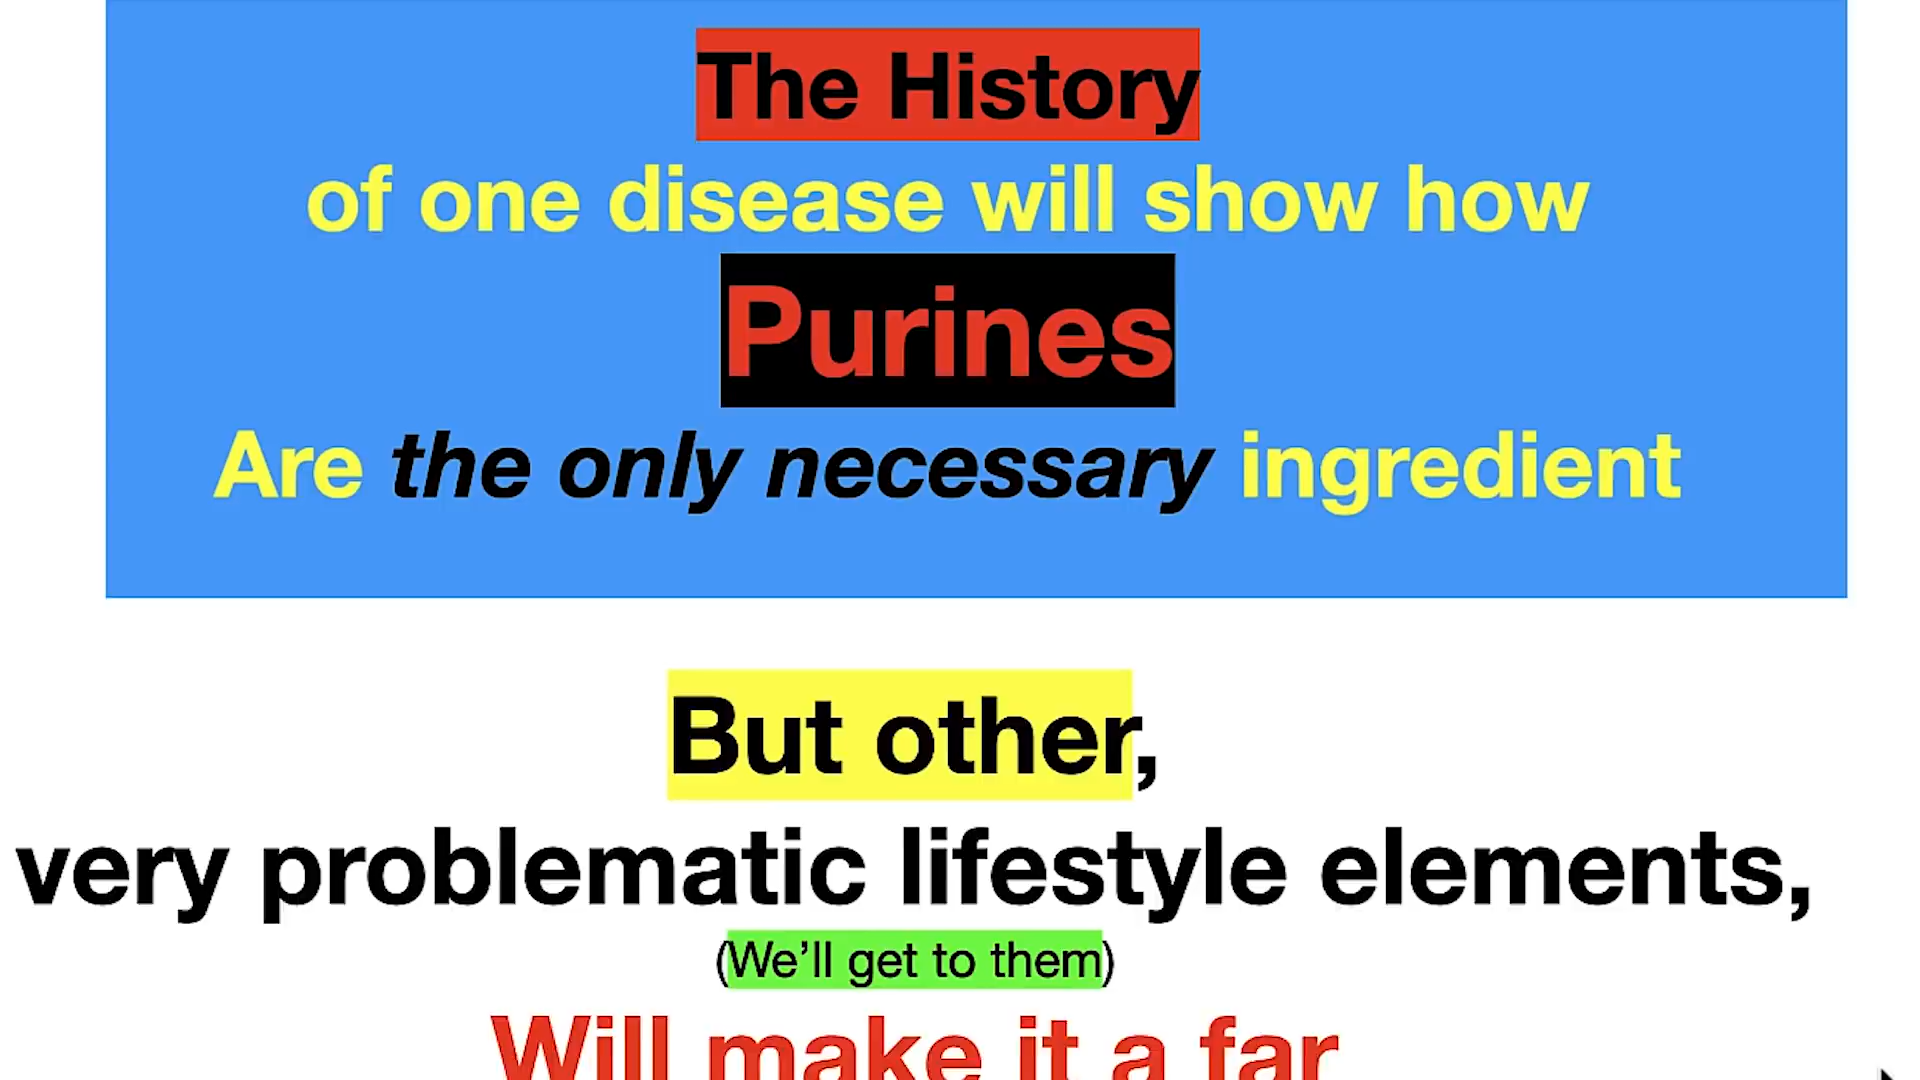 The History
of one disease will show how
Purines
Are the only necessary ingredient
But other,
very problematic lifestyle elements,
(We’ll get to them)
Will make it a far